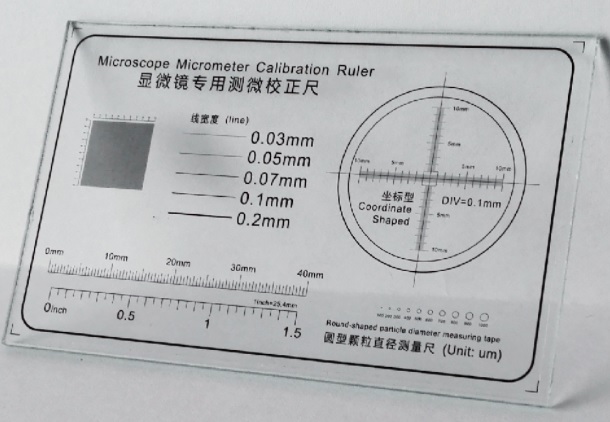 Microscope Micrometer Calibration Ruler
显微镜专用测微校正尺
线宽度 (line)
0.03mm
0.05mm
0.07mm
0.1mm
0.2mm
10mm
5mm
10mm 5mm 5mm 10mm
坐标型 DIV=0.1mm
Coordinate
Shaped
5mm
10mm
0mm 10mm 20mm 30mm 40mm
1inch=25.4mm
0inch 0.5 1 1.5
Round-shaped particle diameter measuring tape
圆型颗粒直径测量尺 (Unit: um)